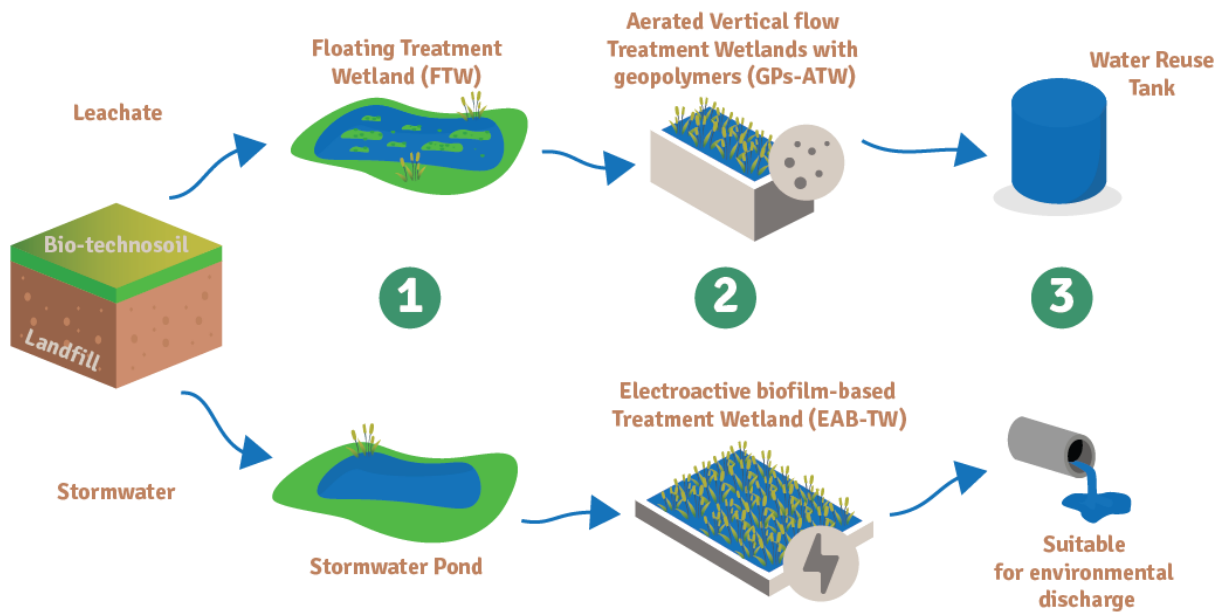 Leachate
Floating Treatment
Wetland (FTW)
Aerated Vertical flow
Treatment Wetlands with
geopolymers (GPs-ATW)
Water Reuse
Tank
Bio-technosoil
Landfill
1
2
3
Stormwater
Stormwater Pond
Electroactive biofilm-based
Treatment Wetland (EAB-TW)
Suitable
for environmental
discharge